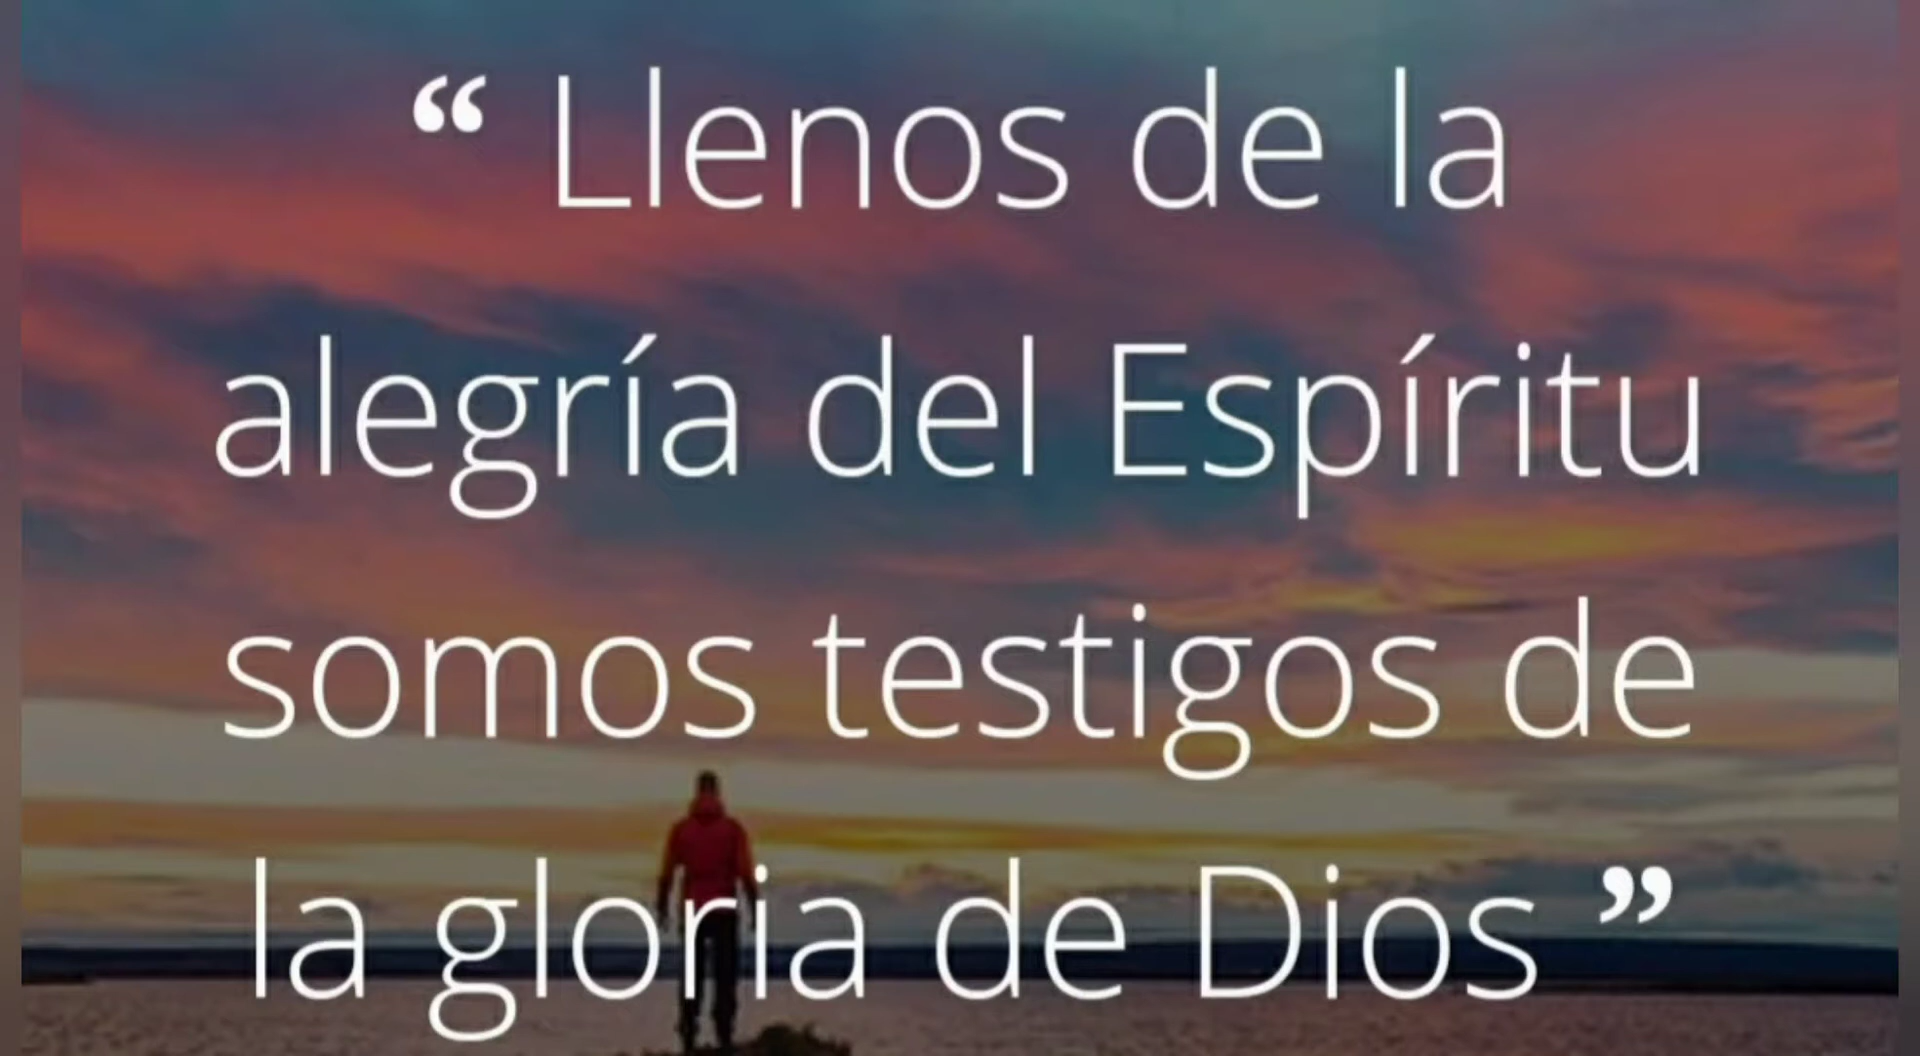 “ Llenos de la
alegría del Espíritu
somos testigos de
la gloria de Dios ”